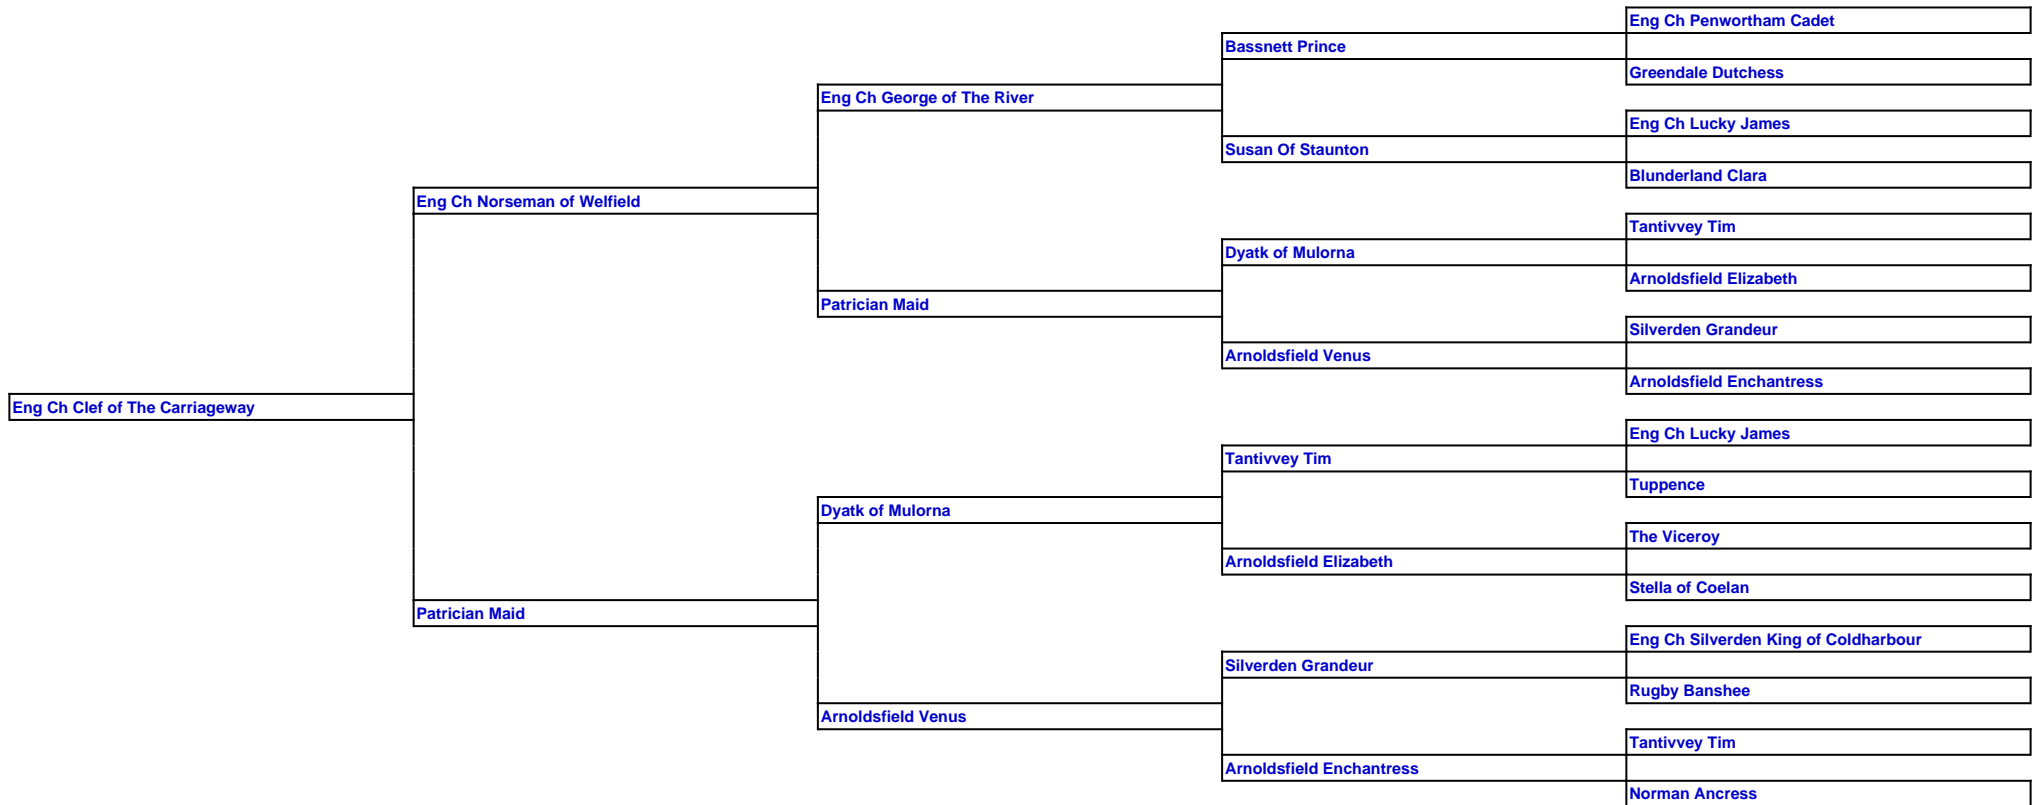 Eng Ch Penwortham Cadet
Bassnett Prince
Greendale Dutchess
Eng Ch George of The River
Eng Ch Lucky James
Susan Of Staunton
Blunderland Clara
Eng Ch Norseman of Welfield
Tantivvey Tim
Dyatk of Mulorna
Arnoldsfield Elizabeth
Patrician Maid
Silverden Grandeur
Arnoldsfield Venus
Arnoldsfield Enchantress
Eng Ch Clef of The Carriageway
Eng Ch Lucky James
Tantivvey Tim
Tuppence
Dyatk of Mulorna
The Viceroy
Arnoldsfield Elizabeth
Stella of Coelan
Patrician Maid
Eng Ch Silverden King of Coldharbour
Silverden Grandeur
Rugby Banshee
Arnoldsfield Venus
Tantivvey Tim
Arnoldsfield Enchantress
Norman Ancress